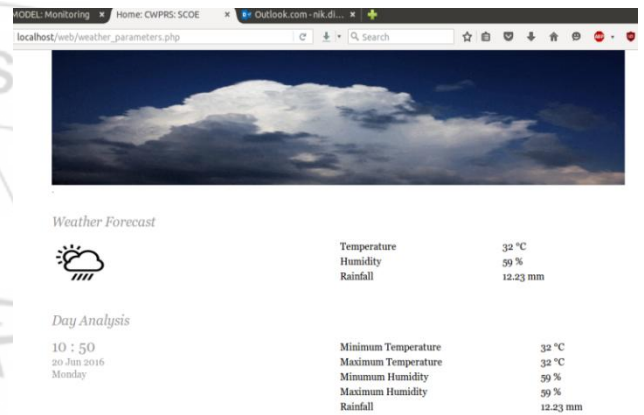 MODEL: Monitoring × Home: CWPRS: SCOE × Outlook.com - nik.di... ×
localhost/web/weather_parameters.php Search
Weather Forecast
Temperature 32 °C
Humidity 59 %
Rainfall 12.23 mm
Day Analysis
10 : 50
20 Jun 2016
Monday
Minimum Temperature 32 °C
Maximum Temperature 32 °C
Minumum Humidity 59 %
Maximum Humidity 59 %
Rainfall 12.23 mm